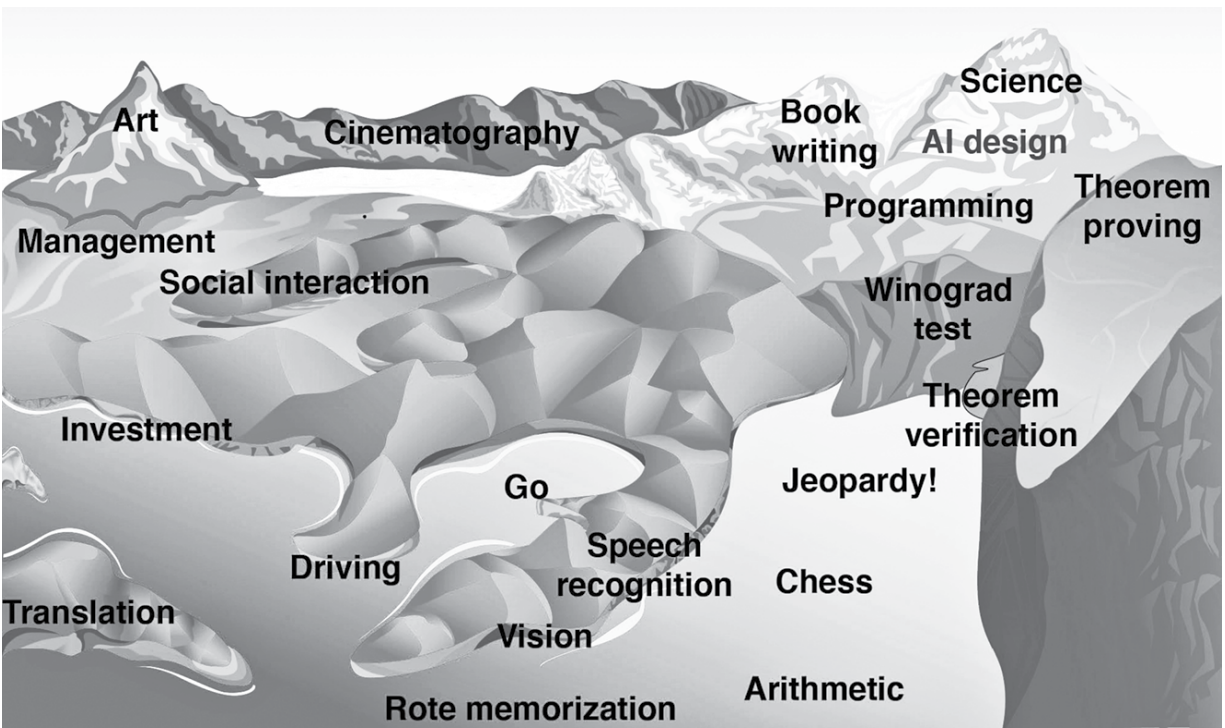 Science
Art
Book
writing
Cinematography
AI design
Theorem
proving
Programming
Management
Social interaction
Winograd
test
Theorem
verification
Investment
Jeopardy!
Go
Speech
recognition
Driving
Chess
Translation
Vision
Arithmetic
Rote memorization